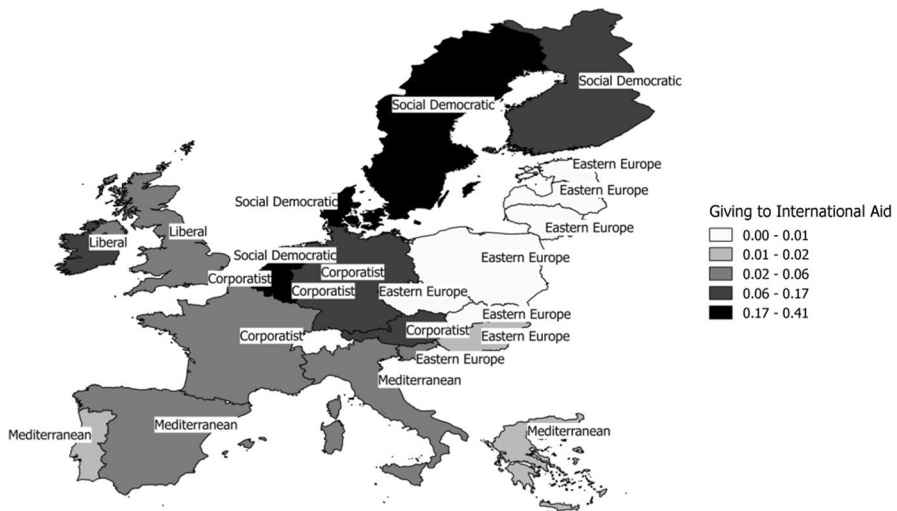 Social Democratic
Social Democratic
Eastern Europe
Eastern Europe
Social Democratic
Eastern Europe
Liberal
Liberal
Social Democratic
Eastern Europe
Corporatist
Corporatist
Corporatist
Eastern Europe
Eastern Europe
Corporatist
Corporatist
Eastern Europe
Eastern Europe
Mediterranean
Mediterranean
Mediterranean
Mediterranean
Giving to International Aid
0.00 - 0.01
0.01 - 0.02
0.02 - 0.06
0.06 - 0.17
0.17 - 0.41